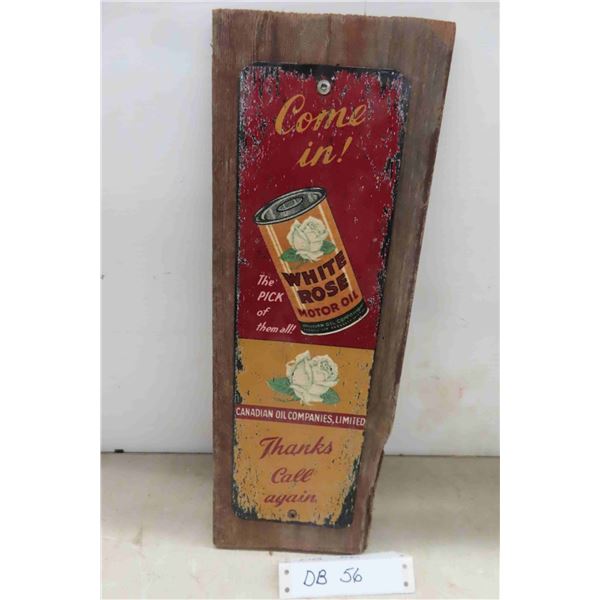 Come
in!
WHITE
ROSE
MOTOR OIL
The
PICK
of
them all!
CANADIAN OIL COMPANIES, LIMITED
Thanks
Call
again
DB 56